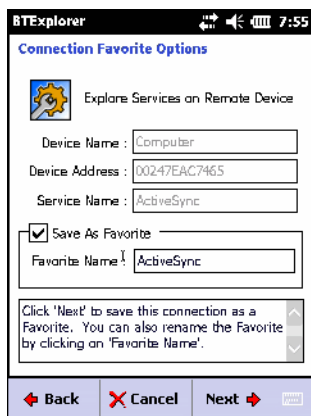 BTExplorer 7:55
Connection Favorite Options
Explore Services on Remote Device
Device Name : Computer
Device Address : 00247EAC7465
Service Name : ActiveSync
Save As Favorite
Favorite Name : ActiveSync
Click 'Next' to save this connection as a
Favorite. You can also rename the Favorite
by clicking on 'Favorite Name'.
Back Cancel Next